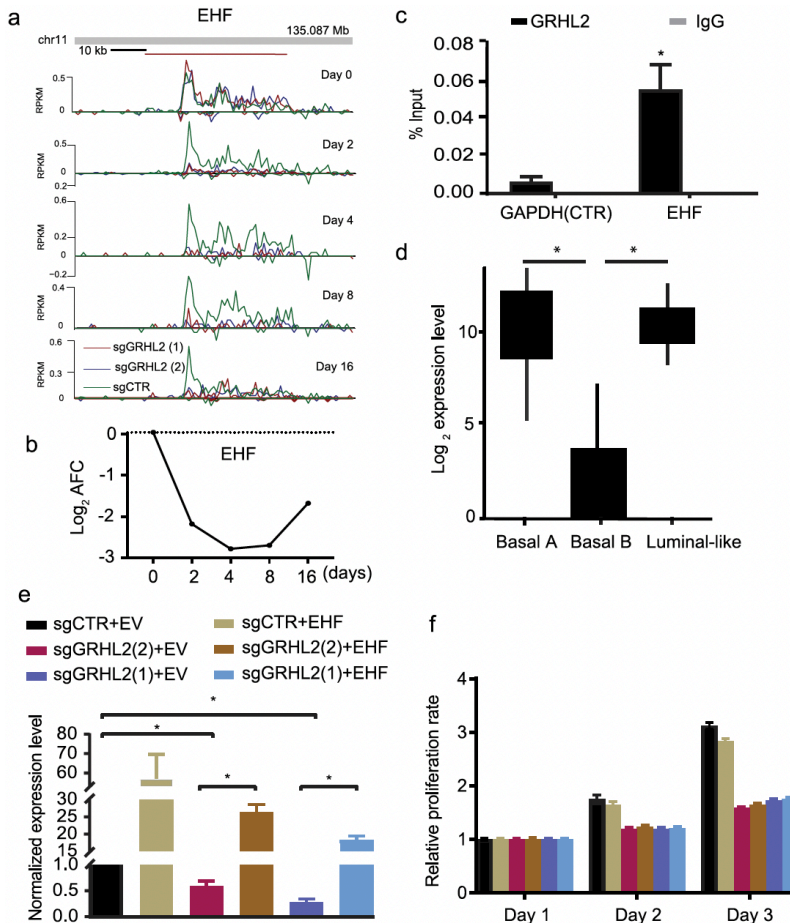 a
EHF
135.087 Mb
chr11
10 kb
Day 0
0.5
0
RPKM
Day 2
0.5
0
0.2
RPKM
Day 4
0.6
0
−0.2
RPKM
Day 8
0.4
0
RPKM
Day 16
0.6
0.3
0
RPKM
sgGRHL2 (1)
sgGRHL2 (2)
sgCTR
b
EHF
Log2 AFC
0
-1
-2
-3
0 2 4 8 16 (days)
c
GRHL2 IgG
% Input
0.08
0.06
0.04
0.02
0.00
*
GAPDH(CTR) EHF
d
* *
Log2 expression level
10
5
0
Basal A Basal B Luminal-like
e
sgCTR+EV sgCTR+EHF
sgGRHL2(2)+EV sgGRHL2(2)+EHF
sgGRHL2(1)+EV sgGRHL2(1)+EHF
Normalized expression level
80
70
60
30
25
20
15
1.0
0.5
0.0
*
*
* *
f
Relative proliferation rate
4
3
2
1
0
Day 1 Day 2 Day 3